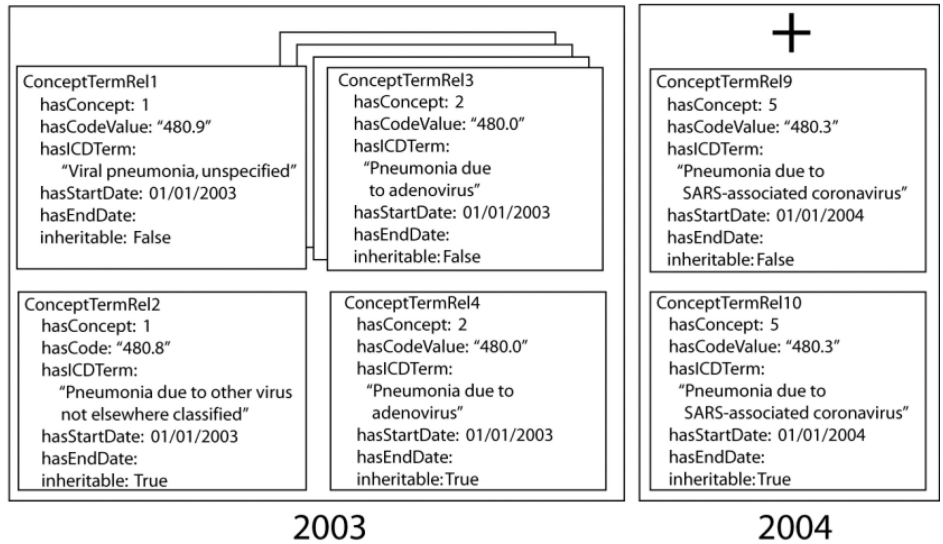 ConceptTermRel1
hasConcept: 1
hasCodeValue: “480.9”
hasICDTerm:
“Viral pneumonia, unspecified”
hasStartDate: 01/01/2003
hasEndDate:
inheritable: False
ConceptTermRel3
hasConcept: 2
hasCodeValue: “480.0”
hasICDTerm:
“Pneumonia due
to adenovirus”
hasStartDate: 01/01/2003
hasEndDate:
inheritable: False
ConceptTermRel2
hasConcept: 1
hasCode: “480.8”
hasICDTerm:
“Pneumonia due to other virus
not elsewhere classified”
hasStartDate: 01/01/2003
hasEndDate:
inheritable: True
ConceptTermRel4
hasConcept: 2
hasCodeValue: “480.0”
hasICDTerm:
“Pneumonia due to
adenovirus”
hasStartDate: 01/01/2003
hasEndDate:
inheritable: True
2003
+
ConceptTermRel9
hasConcept: 5
hasCodeValue: “480.3”
hasICDTerm:
“Pneumonia due to
SARS-associated coronavirus”
hasStartDate: 01/01/2004
hasEndDate:
inheritable: False
ConceptTermRel10
hasConcept: 5
hasCodeValue: “480.3”
hasICDTerm:
“Pneumonia due to
SARS-associated coronavirus”
hasStartDate: 01/01/2004
hasEndDate:
inheritable: True
2004